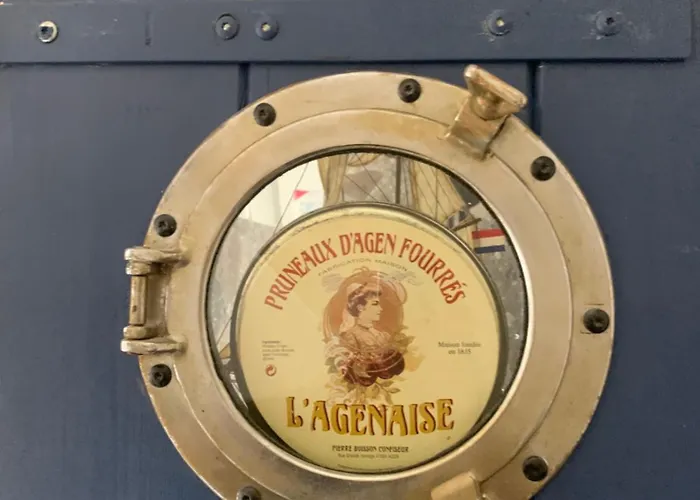 PRUNEAUX D'AGEN FOURRÉS
FABRICATION MAISON
Maison fondée
en 1835
L'AGENAISE
PIERRE BOISSON CONFISEUR